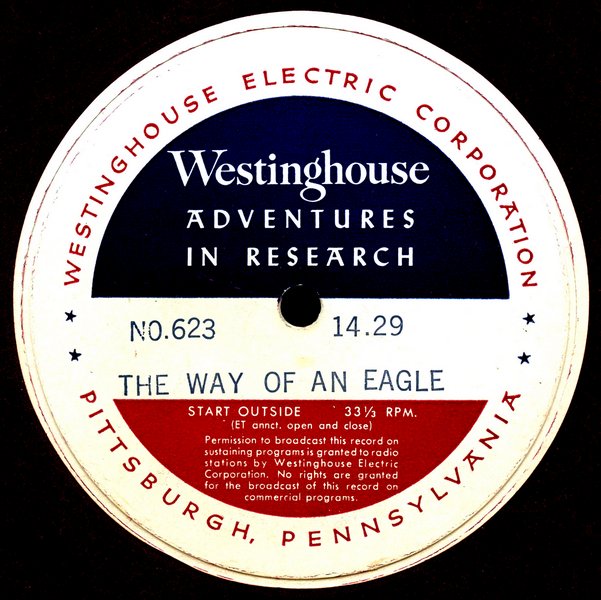 WESTINGHOUSE ELECTRIC CORPORATION
Westinghouse
ADVENTURES
IN RESEARCH
NO.623 14.29
THE WAY OF AN EAGLE
START OUTSIDE 33⅓ RPM.
(ET annct. open and close)
Permission to broadcast this record on
sustaining programs is granted to radio
stations by Westinghouse Electric
Corporation. No rights are granted
for the broadcast of this record on
commercial programs.
PITTSBURGH, PENNSYLVANIA